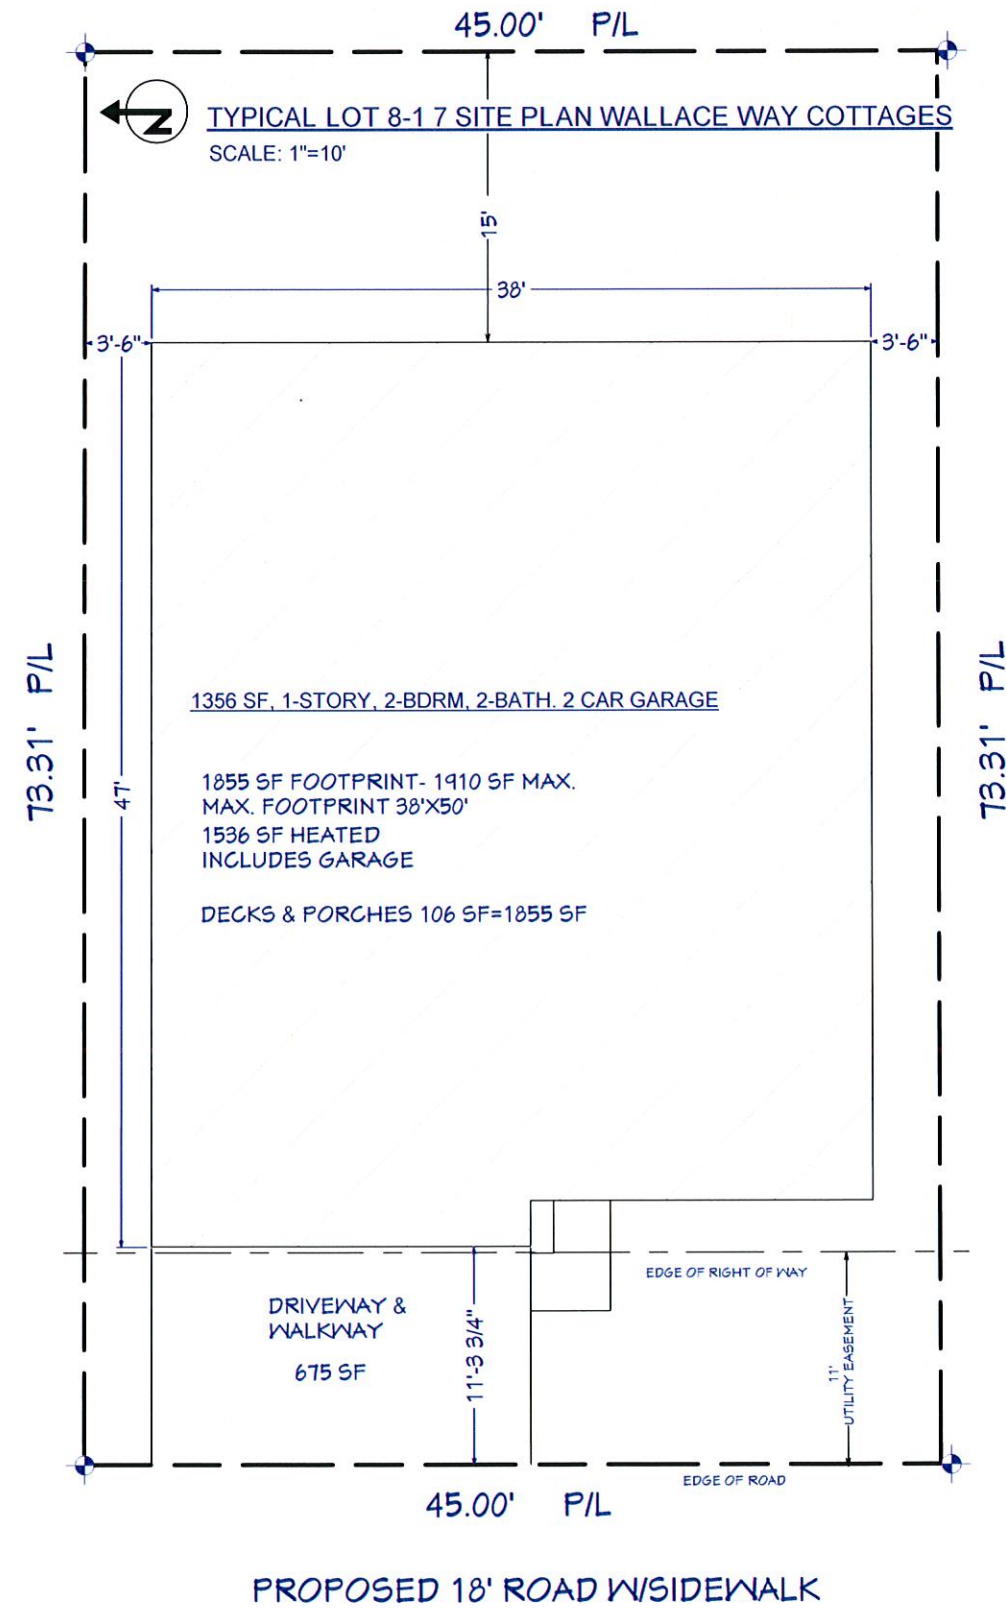 45.00' P/L
N
TYPICAL LOT 8-1 7 SITE PLAN WALLACE WAY COTTAGES
SCALE: 1"=10'
15'
38'
3'-6"
3'-6"
73.31' P/L
73.31' P/L
47'
1356 SF, 1-STORY, 2-BDRM, 2-BATH. 2 CAR GARAGE
1855 SF FOOTPRINT- 1910 SF MAX.
MAX. FOOTPRINT 38'X50'
1536 SF HEATED
INCLUDES GARAGE
DECKS & PORCHES 106 SF=1855 SF
EDGE OF RIGHT OF WAY
DRIVEWAY &
WALKWAY
675 SF
11'-3 3/4"
11'
UTILITY EASEMENT
EDGE OF ROAD
45.00' P/L
PROPOSED 18' ROAD W/SIDEWALK